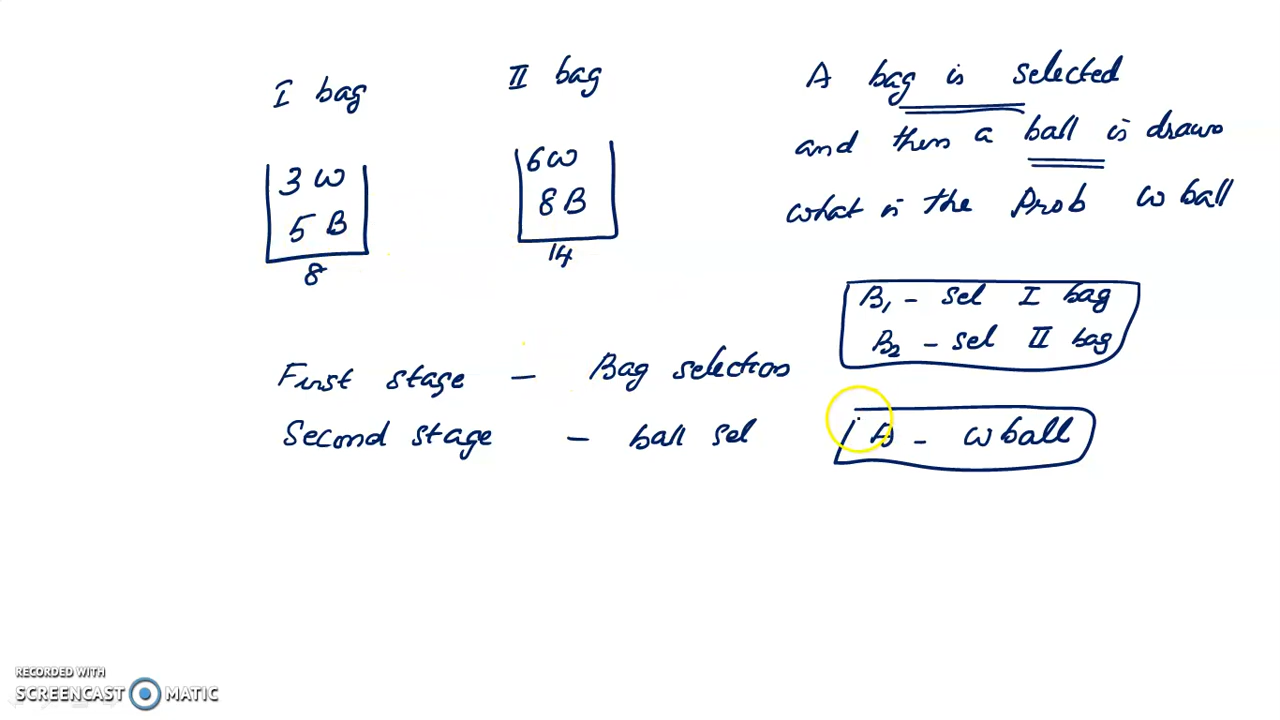 I bag
II bag
3 W
5 B
8
6W
8B
14
A bag is selected
and then a ball is drawn
what is the Prob W ball
B1 - sel I bag
B2 - sel II bag
First stage - Bag selection
Second stage - ball sel
A - W ball
RECORDED WITH
SCREENCAST MATIC